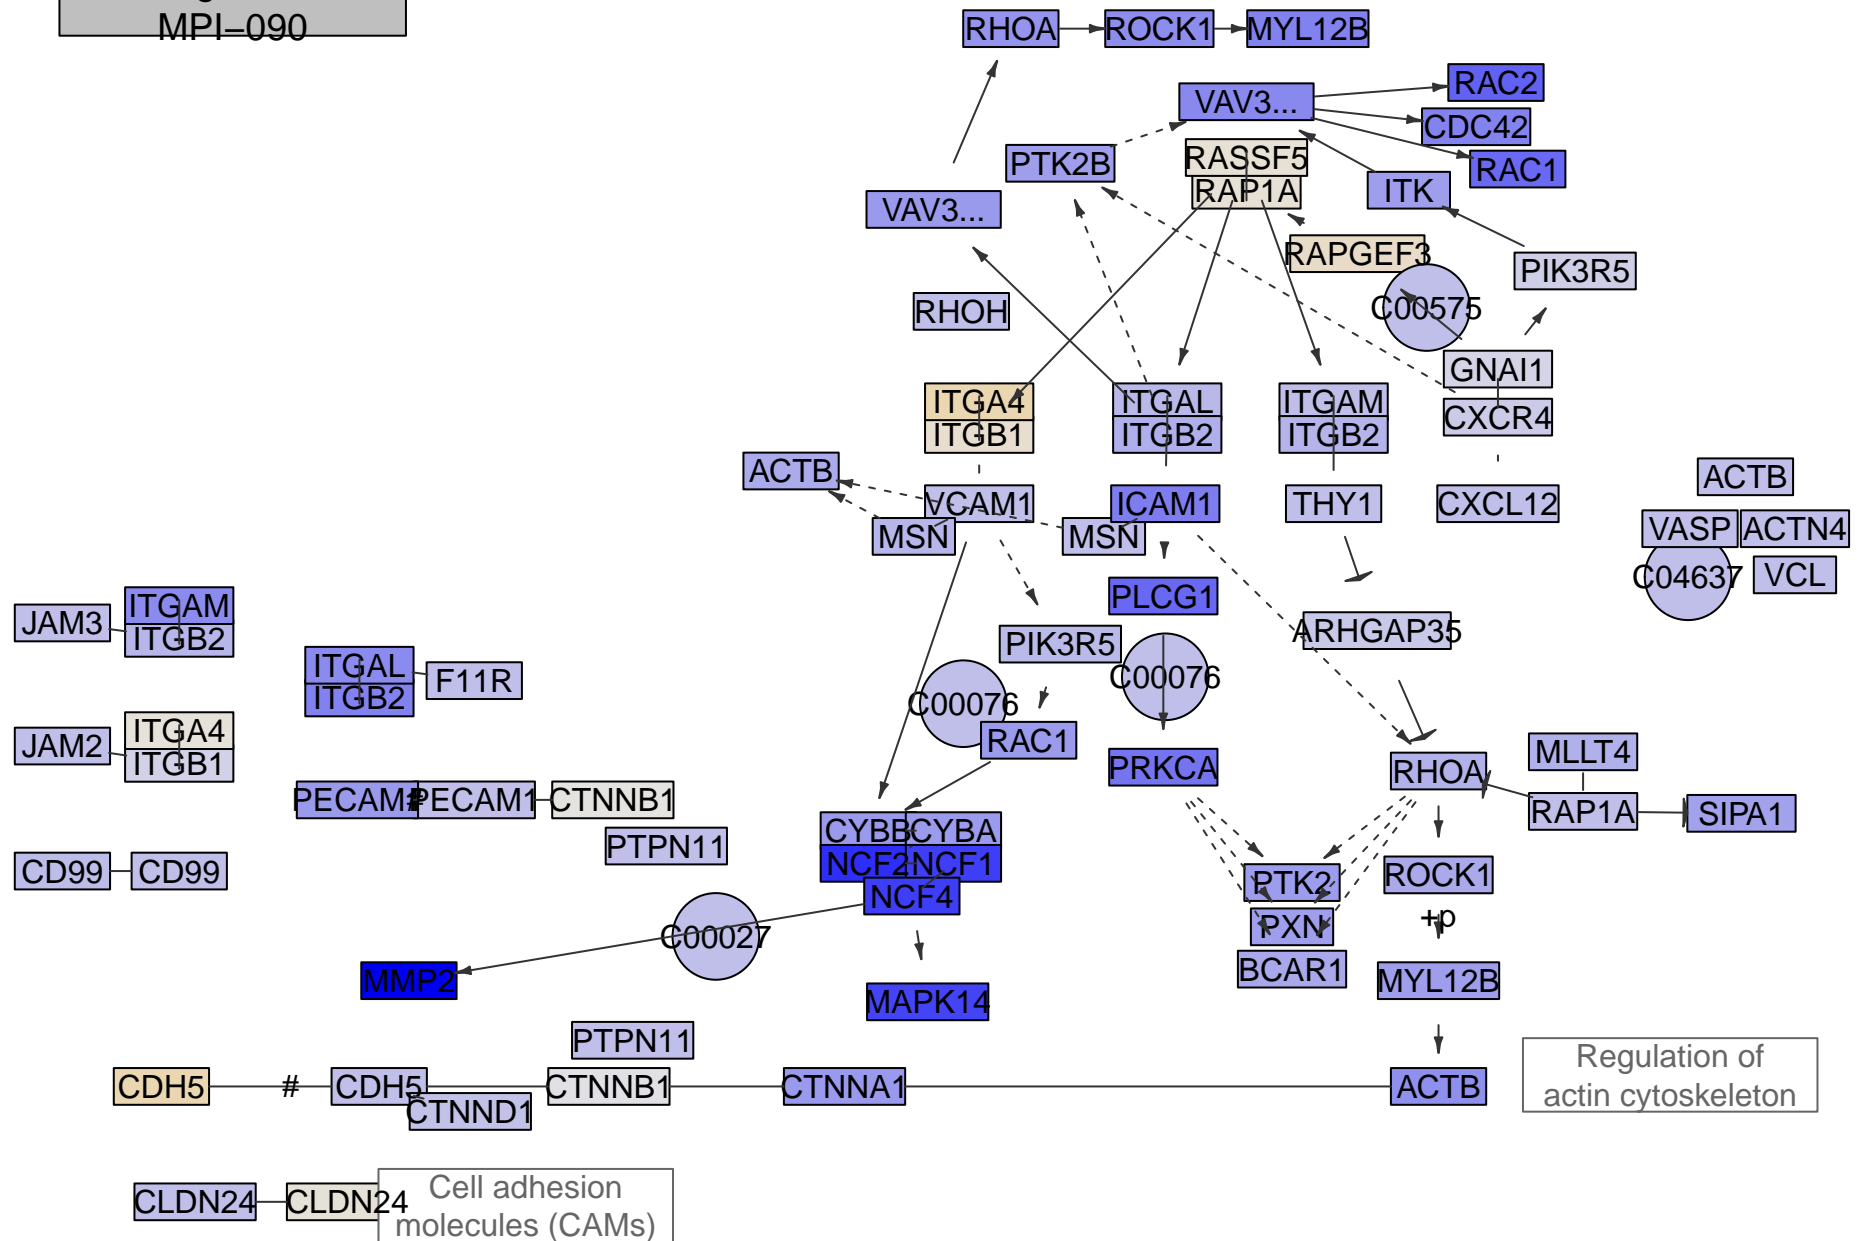 MPI−090
RHOA
ROCK1
MYL12B
RAC2
VAV3...
CDC42
RASSF5
PTK2B
RAC1
RAP1A
ITK
VAV3...
RAPGEF3
PIK3R5
RHOH
C00575
GNAI1
ITGA4
ITGAL
ITGAM
CXCR4
ITGB1
ITGB2
ITGB2
ACTB
ACTB
VCAM1
ICAM1
THY1
CXCL12
VASP
ACTN4
MSN
MSN
C04637
VCL
PLCG1
ITGAM
JAM3
ITGB2
ARHGAP35
PIK3R5
ITGAL
F11R
C00076
ITGB2
C00076
ITGA4
JAM2
RAC1
MLLT4
ITGB1
PRKCA
RHOA
PECAM1
#
PECAM1
CTNNB1
RAP1A
SIPA1
CYBB
CYBA
PTPN11
NCF2
NCF1
CD99
CD99
ROCK1
PTK2
NCF4
+p
PXN
C00027
BCAR1
MMP2
MYL12B
MAPK14
PTPN11
Regulation of
actin cytoskeleton
CDH5
#
CDH5
CTNNB1
CTNNA1
ACTB
CTNND1
Cell adhesion
molecules (CAMs)
CLDN24
CLDN24